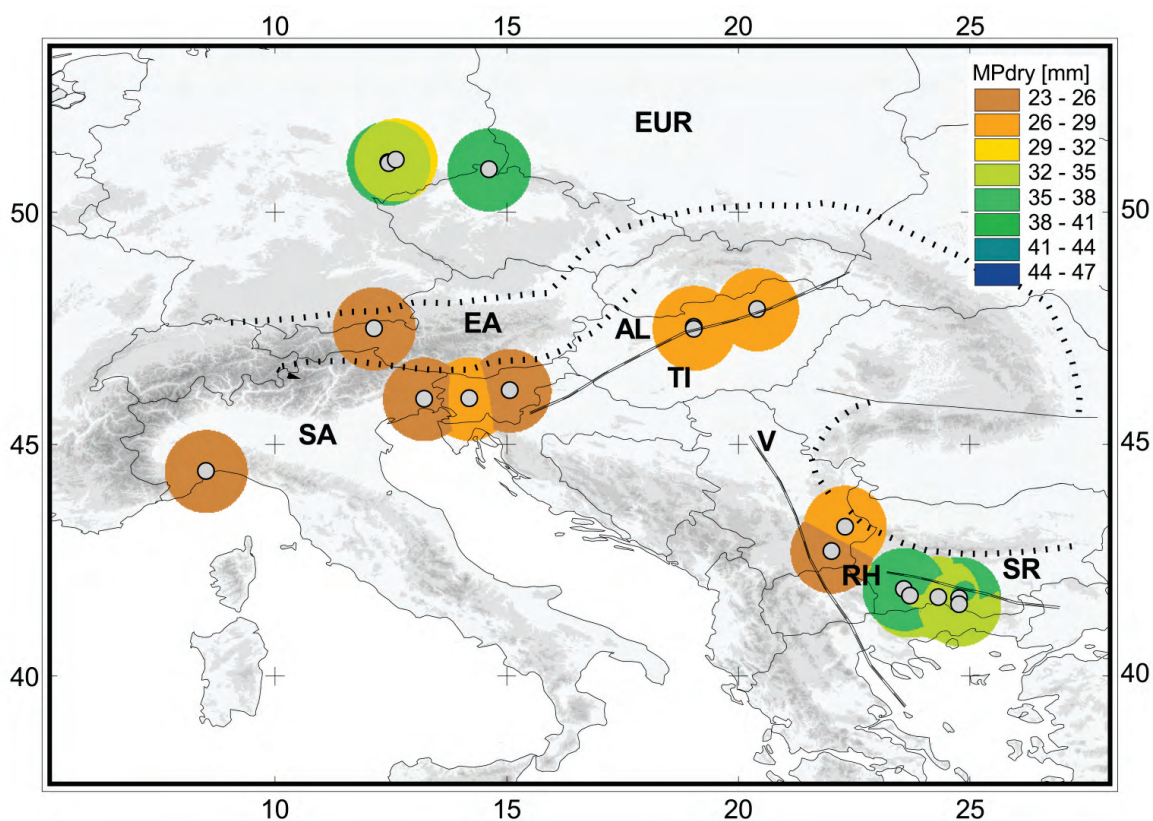 10 15 20 25
MPdry [mm]
23 - 26
26 - 29
29 - 32
32 - 35
35 - 38
38 - 41
41 - 44
44 - 47
EUR
50 50
EA
AL
TI
SA
V
45 45
RH SR
40 40
10 15 20 25